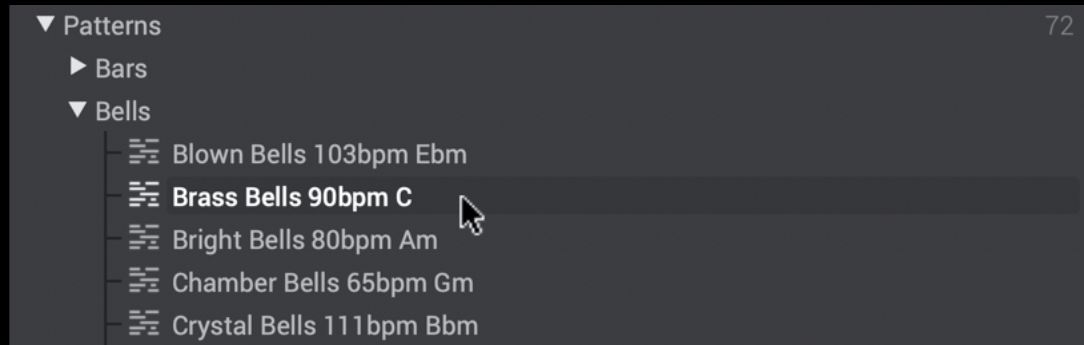 Patterns 72
Bars
Bells
Blown Bells 103bpm Ebm
Brass Bells 90bpm C
Bright Bells 80bpm Am
Chamber Bells 65bpm Gm
Crystal Bells 111bpm Bbm